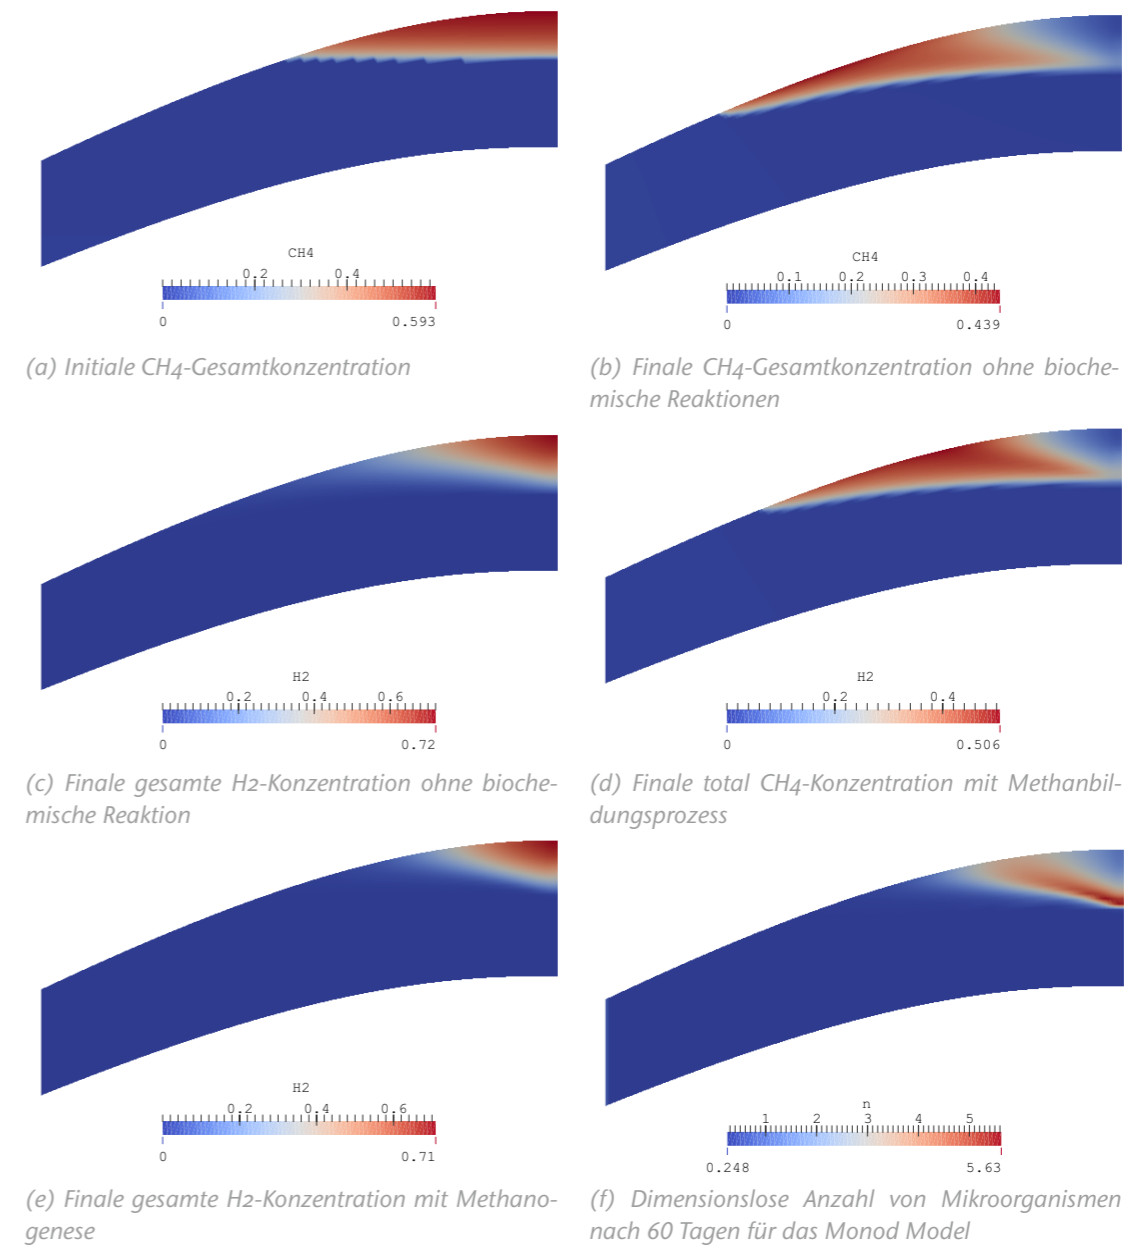 CH4
0.2 0.4
0 0.593
(a) Initiale CH4-Gesamtkonzentration
CH4
0.1 0.2 0.3 0.4
0 0.439
(b) Finale CH4-Gesamtkonzentration ohne bioche-
mische Reaktionen
H2
0.2 0.4 0.6
0 0.72
(c) Finale gesamte H2-Konzentration ohne bioche-
mische Reaktion
H2
0.2 0.4
0 0.506
(d) Finale total CH4-Konzentration mit Methanbil-
dungsprozess
H2
0.2 0.4 0.6
0 0.71
(e) Finale gesamte H2-Konzentration mit Methano-
genese
n
1 2 3 4 5
0.248 5.63
(f) Dimensionslose Anzahl von Mikroorganismen
nach 60 Tagen für das Monod Model